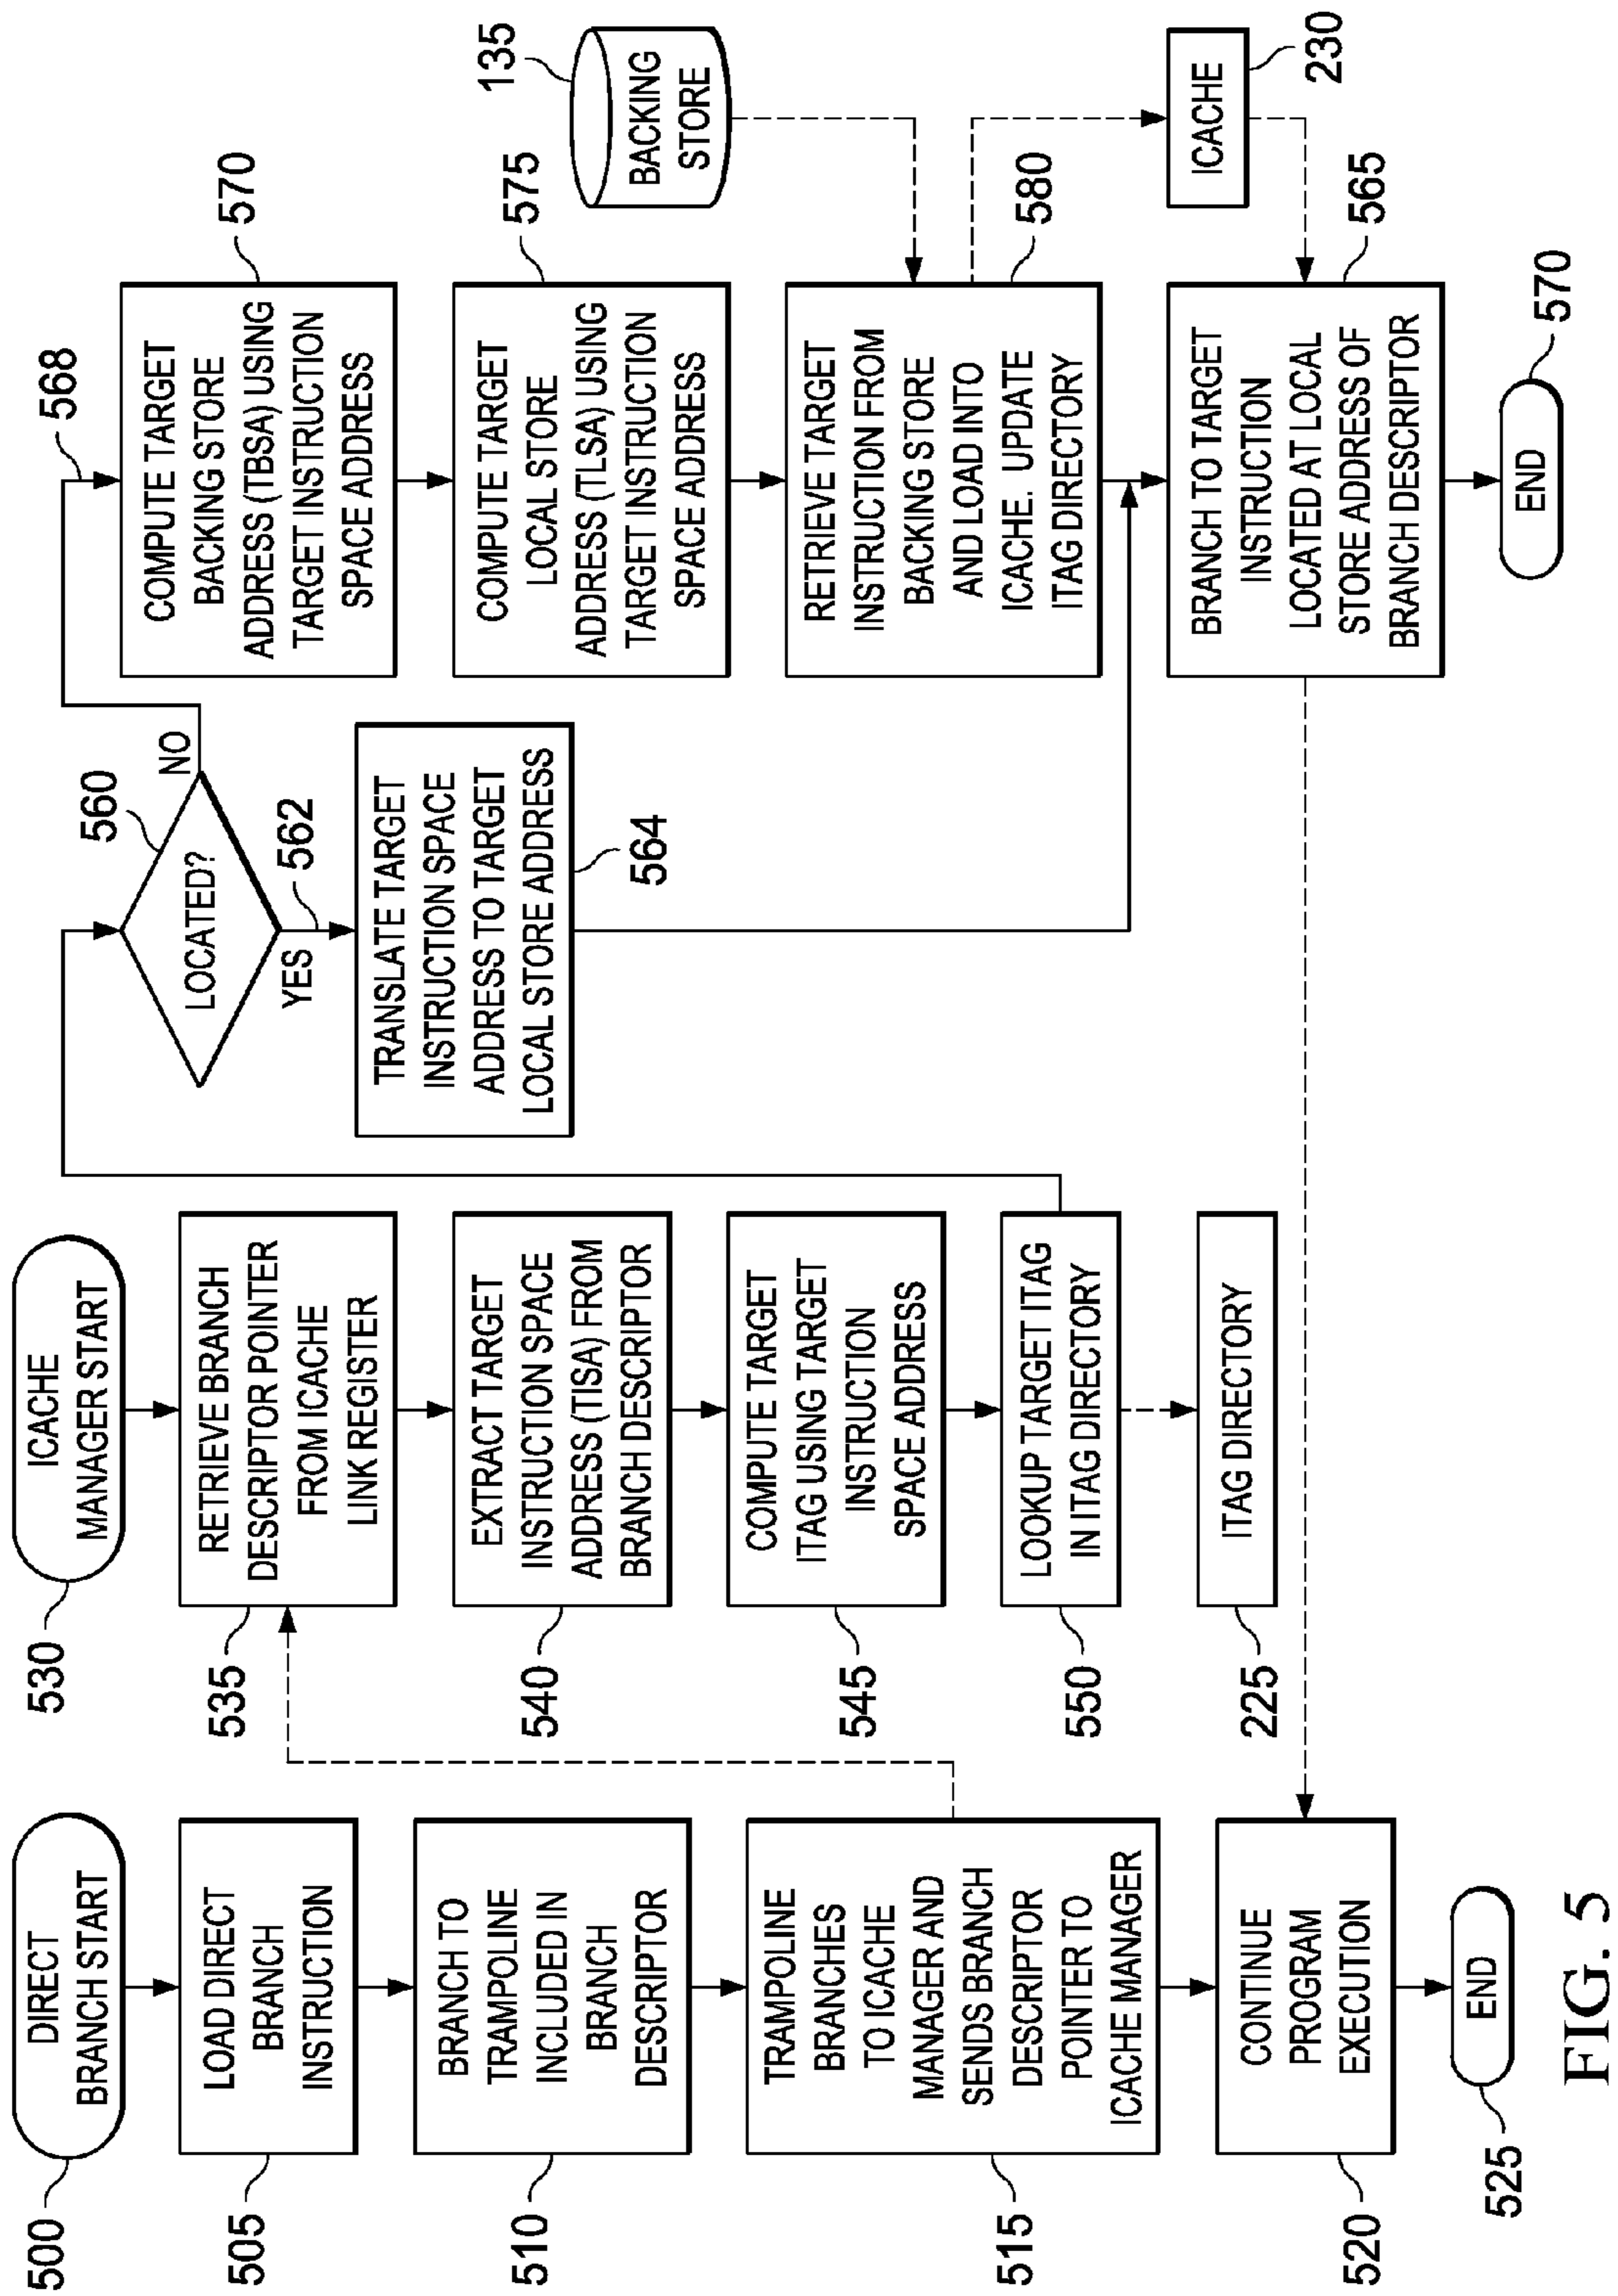 500
DIRECT
BRANCH START
505
LOAD DIRECT
BRANCH
INSTRUCTION
510
BRANCH TO
TRAMPOLINE
INCLUDED IN
BRANCH
DESCRIPTOR
515
TRAMPOLINE
BRANCHES
TO ICACHE
MANAGER AND
SENDS BRANCH
DESCRIPTOR
POINTER TO
ICACHE MANAGER
520
CONTINUE
PROGRAM
EXECUTION
525
END
530
ICACHE
MANAGER START
535
RETRIEVE BRANCH
DESCRIPTOR POINTER
FROM ICACHE
LINK REGISTER
540
EXTRACT TARGET
INSTRUCTION SPACE
ADDRESS (TISA) FROM
BRANCH DESCRIPTOR
545
COMPUTE TARGET
ITAG USING TARGET
INSTRUCTION
SPACE ADDRESS
550
LOOKUP TARGET ITAG
IN ITAG DIRECTORY
225
ITAG DIRECTORY
560
LOCATED?
NO
YES
562
TRANSLATE TARGET
INSTRUCTION SPACE
ADDRESS TO TARGET
LOCAL STORE ADDRESS
564
568
COMPUTE TARGET
BACKING STORE
ADDRESS (TBSA) USING
TARGET INSTRUCTION
SPACE ADDRESS
570
COMPUTE TARGET
LOCAL STORE
ADDRESS (TLSA) USING
TARGET INSTRUCTION
SPACE ADDRESS
575
RETRIEVE TARGET
INSTRUCTION FROM
BACKING STORE
AND LOAD INTO
ICACHE. UPDATE
ITAG DIRECTORY
580
BRANCH TO TARGET
INSTRUCTION
LOCATED AT LOCAL
STORE ADDRESS OF
BRANCH DESCRIPTOR
565
END
570
135
BACKING
STORE
ICACHE
230
FIG. 5